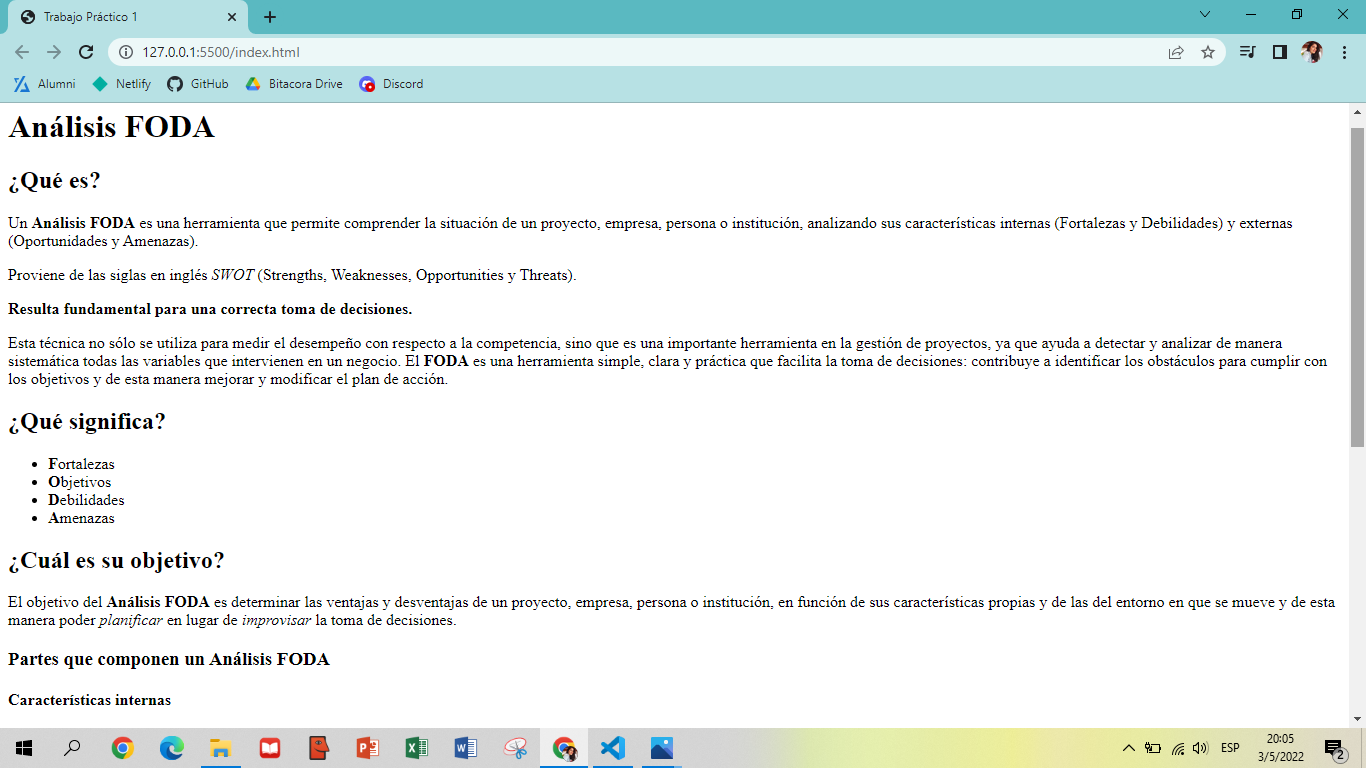 Trabajo Práctico 1
127.0.0.1:5500/index.html
Alumni Netlify GitHub Bitacora Drive Discord
Análisis FODA
¿Qué es?
Un Análisis FODA es una herramienta que permite comprender la situación de un proyecto, empresa, persona o institución, analizando sus características internas (Fortalezas y Debilidades) y externas
(Oportunidades y Amenazas).
Proviene de las siglas en inglés SWOT (Strengths, Weaknesses, Opportunities y Threats).
Resulta fundamental para una correcta toma de decisiones.
Esta técnica no sólo se utiliza para medir el desempeño con respecto a la competencia, sino que es una importante herramienta en la gestión de proyectos, ya que ayuda a detectar y analizar de manera
sistemática todas las variables que intervienen en un negocio. El FODA es una herramienta simple, clara y práctica que facilita la toma de decisiones: contribuye a identificar los obstáculos para cumplir con
los objetivos y de esta manera mejorar y modificar el plan de acción.
¿Qué significa?
Fortalezas
Objetivos
Debilidades
Amenazas
¿Cuál es su objetivo?
El objetivo del Análisis FODA es determinar las ventajas y desventajas de un proyecto, empresa, persona o institución, en función de sus características propias y de las del entorno en que se mueve y de esta
manera poder planificar en lugar de improvisar la toma de decisiones.
Partes que componen un Análisis FODA
Características internas
ESP
20:05
3/5/2022
2